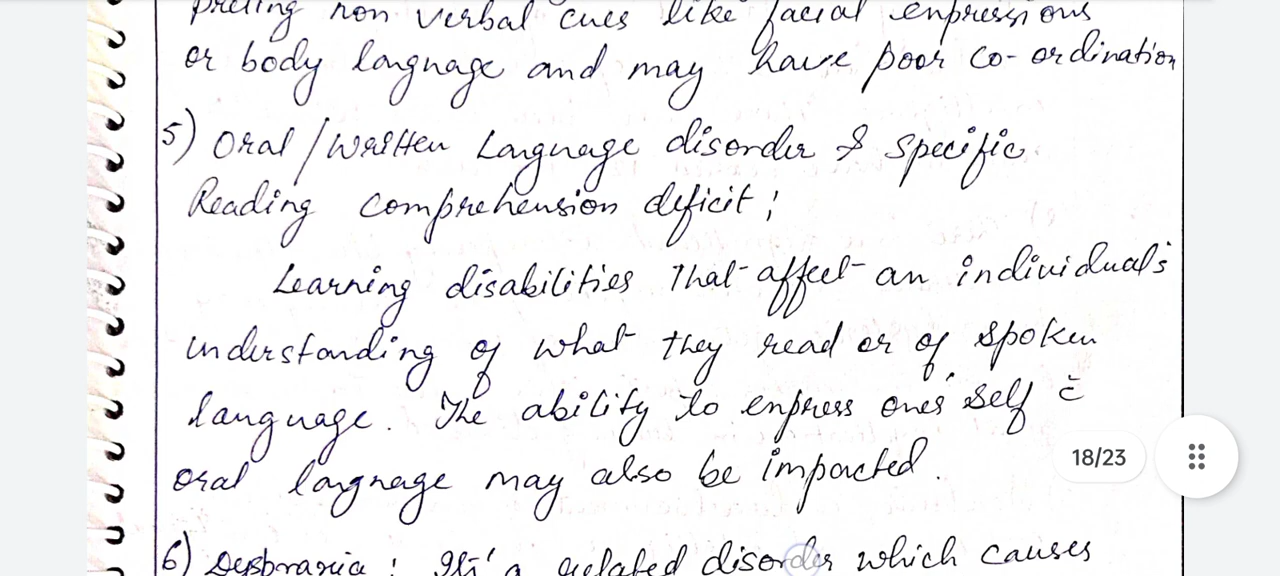 preting non verbal cues like facial expressions
or body language and may have poor co-ordination
5) Oral/Written Language disorder & Specific
Reading comprehension deficit ;
Learning disabilities that affect an individual's
understanding of what they read or of spoken
language. The ability to express one's self c̄
oral language may also be impacted.
18/23
6) Dyspraxia : It's a related disorder which causes